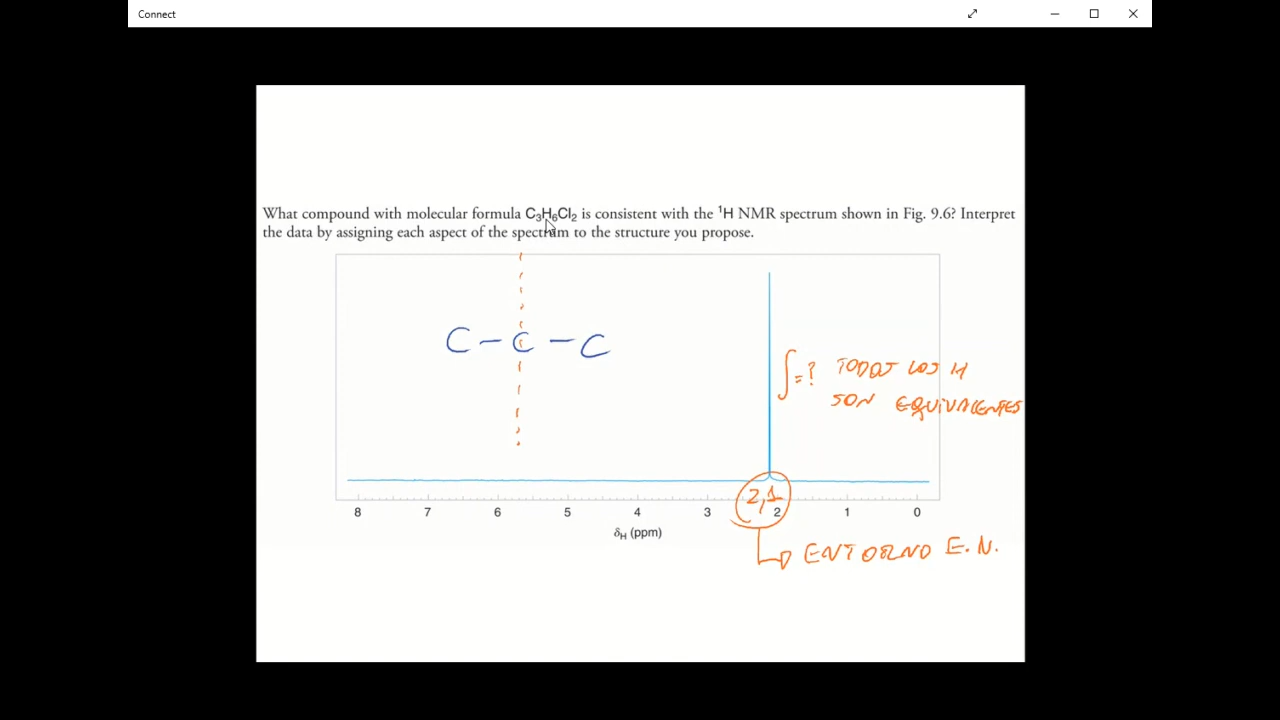 Connect
What compound with molecular formula C₃H₆Cl₂ is consistent with the ¹H NMR spectrum shown in Fig. 9.6? Interpret
the data by assigning each aspect of the spectrum to the structure you propose.
C – C – C
∫ = ? TODOS LOS H
SON EQUIVALENTES
2,1
8 7 6 5 4 3 2 1 0
δH (ppm)
ENTORNO E.N.